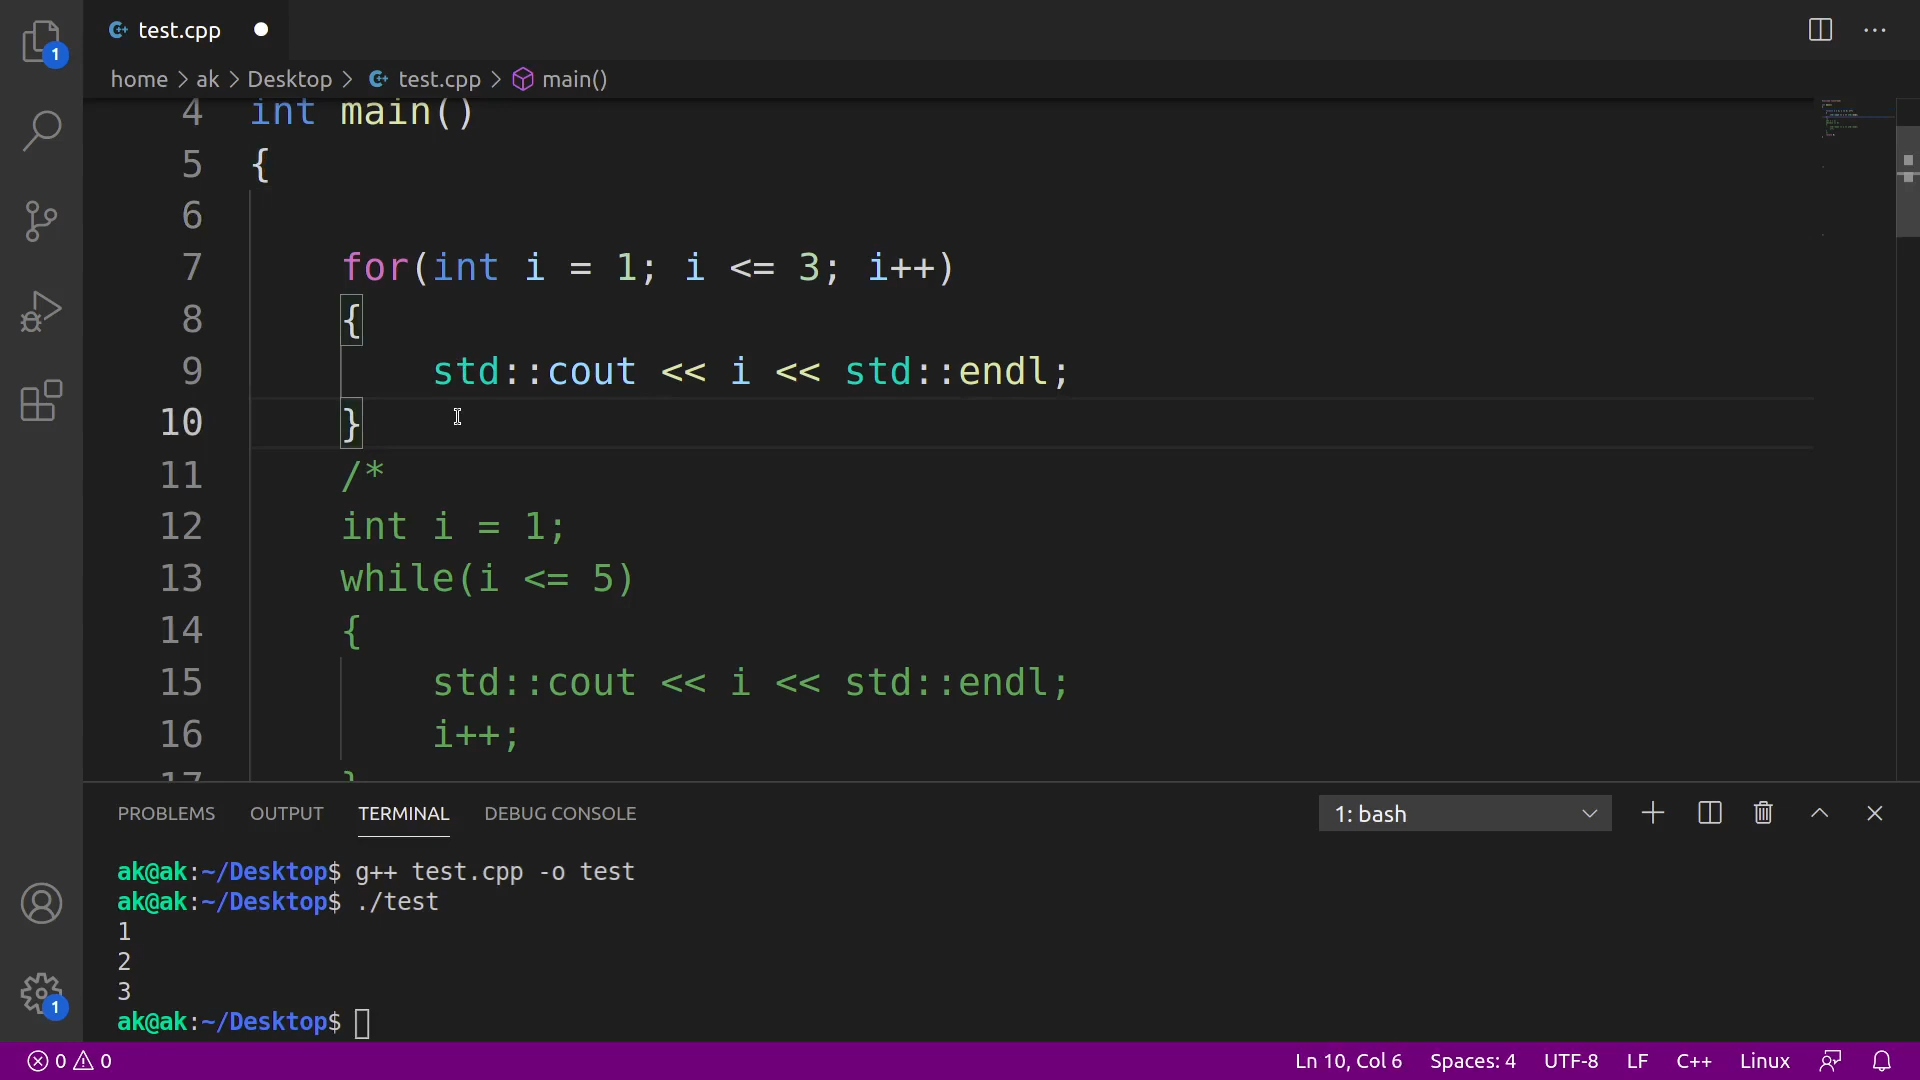 1
test.cpp
home > ak > Desktop > test.cpp > main()
4 int main()
5 {
6
7 for(int i = 1; i <= 3; i++)
8 {
9 std::cout << i << std::endl;
10 }
11 /*
12 int i = 1;
13 while(i <= 5)
14 {
15 std::cout << i << std::endl;
16 i++;
17 }
PROBLEMS OUTPUT TERMINAL DEBUG CONSOLE 1: bash
ak@ak:~/Desktop$ g++ test.cpp -o test
ak@ak:~/Desktop$ ./test
1
2
3
ak@ak:~/Desktop$
1
0 0 Ln 10, Col 6 Spaces: 4 UTF-8 LF C++ Linux